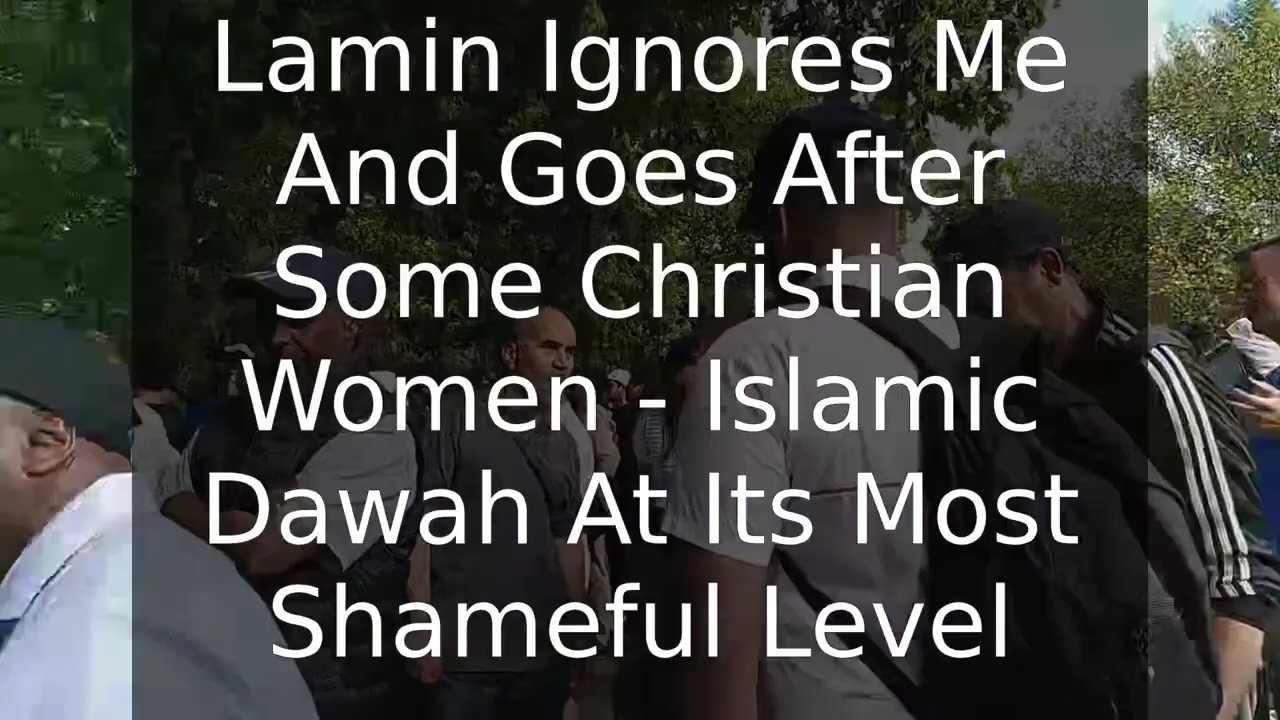 Lamin Ignores Me
And Goes After
Some Christian
Women - Islamic
Dawah At Its Most
Shameful Level